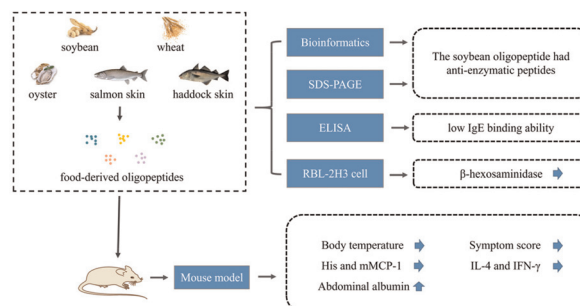 soybean
wheat
oyster
salmon skin
haddock skin
food-derived oligopeptides
Bioinformatics
SDS-PAGE
The soybean oligopeptide had
anti-enzymatic peptides
ELISA
low IgE binding ability
RBL-2H3 cell
β-hexosaminidase
Mouse model
Body temperature
Symptom score
His and mMCP-1
IL-4 and IFN-γ
Abdominal albumin